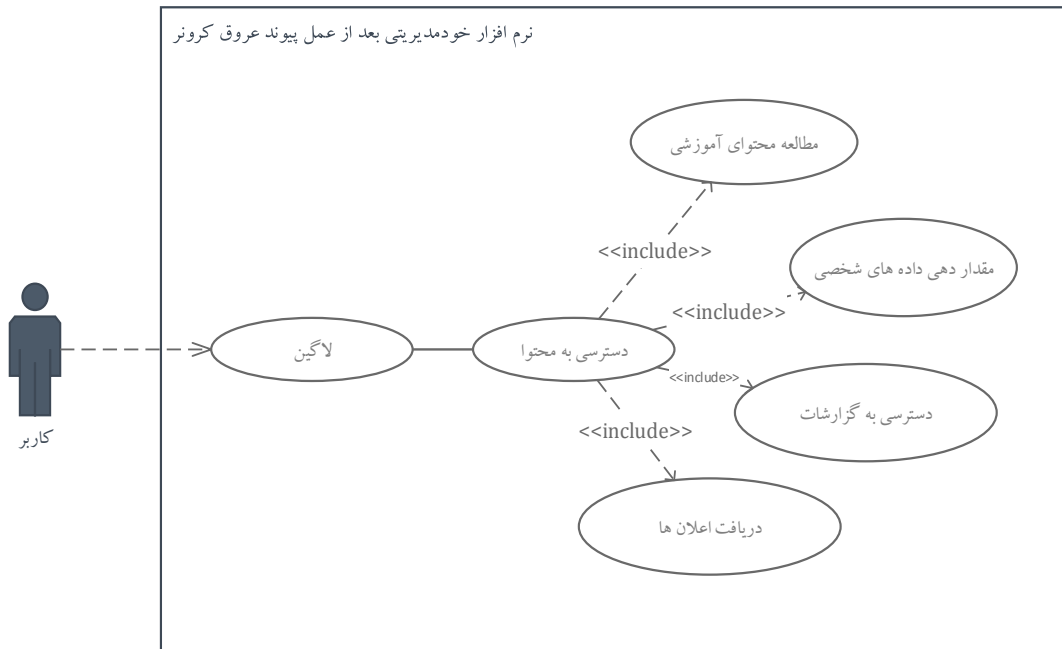 نرم افزار خودمدیریتی بعد از عمل پیوند عروق کرونر
مطالعه محتوای آموزشی
<<include>>
مقدار دهی داده های شخصی
<<include>>
لاگین
دسترسی به محتوا
<<include>>
دسترسی به گزارشات
<<include>>
کاربر
دریافت اعلان ها